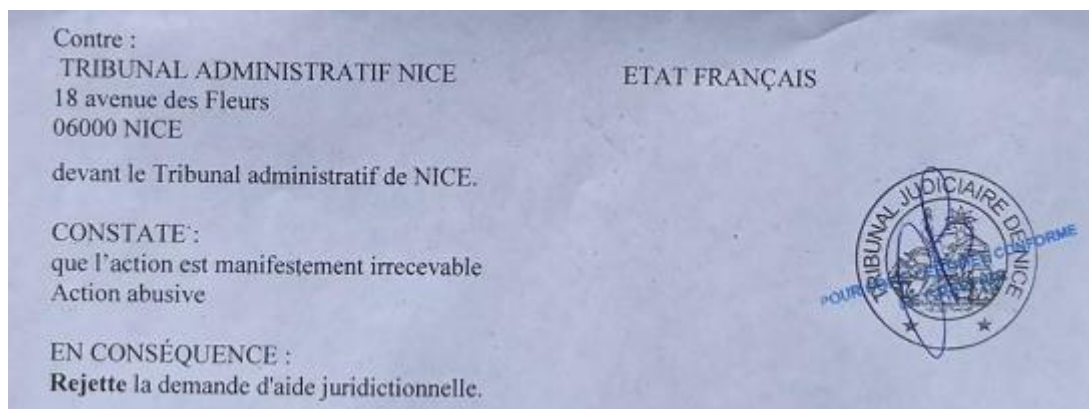 Contre :
TRIBUNAL ADMINISTRATIF NICE
ETAT FRANÇAIS
18 avenue des Fleurs
06000 NICE
devant le Tribunal administratif de NICE.
CONSTATE :
que l'action est manifestement irrecevable
Action abusive
EN CONSÉQUENCE :
Rejette la demande d'aide juridictionnelle.
TRIBUNAL JUDICIAIRE DE NICE
POUR CONFORME